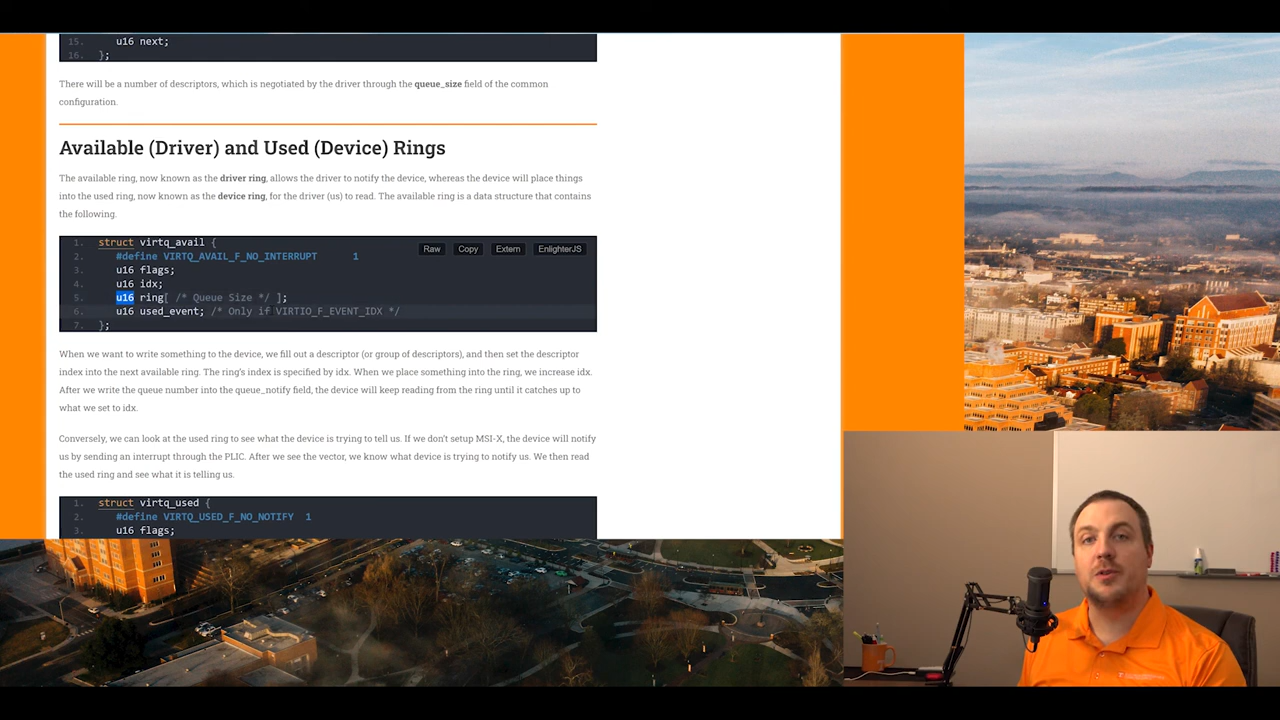 15. u16 next;
16. };
There will be a number of descriptors, which is negotiated by the driver through the queue_size field of the common
configuration.
Available (Driver) and Used (Device) Rings
The available ring, now known as the driver ring, allows the driver to notify the device, whereas the device will place things
into the used ring, now known as the device ring, for the driver (us) to read. The available ring is a data structure that contains
the following.
Raw Copy Extern EnlighterJS
1. struct virtq_avail {
2. #define VIRTQ_AVAIL_F_NO_INTERRUPT 1
3. u16 flags;
4. u16 idx;
5. u16 ring[ /* Queue Size */ ];
6. u16 used_event; /* Only if VIRTIO_F_EVENT_IDX */
7. };
When we want to write something to the device, we fill out a descriptor (or group of descriptors), and then set the descriptor
index into the next available ring. The ring's index is specified by idx. When we place something into the ring, we increase idx.
After we write the queue number into the queue_notify field, the device will keep reading from the ring until it catches up to
what we set to idx.
Conversely, we can look at the used ring to see what the device is trying to tell us. If we don't setup MSI-X, the device will notify
us by sending an interrupt through the PLIC. After we see the vector, we know what device is trying to notify us. We then read
the used ring and see what it is telling us.
1. struct virtq_used {
2. #define VIRTQ_USED_F_NO_NOTIFY 1
3. u16 flags;